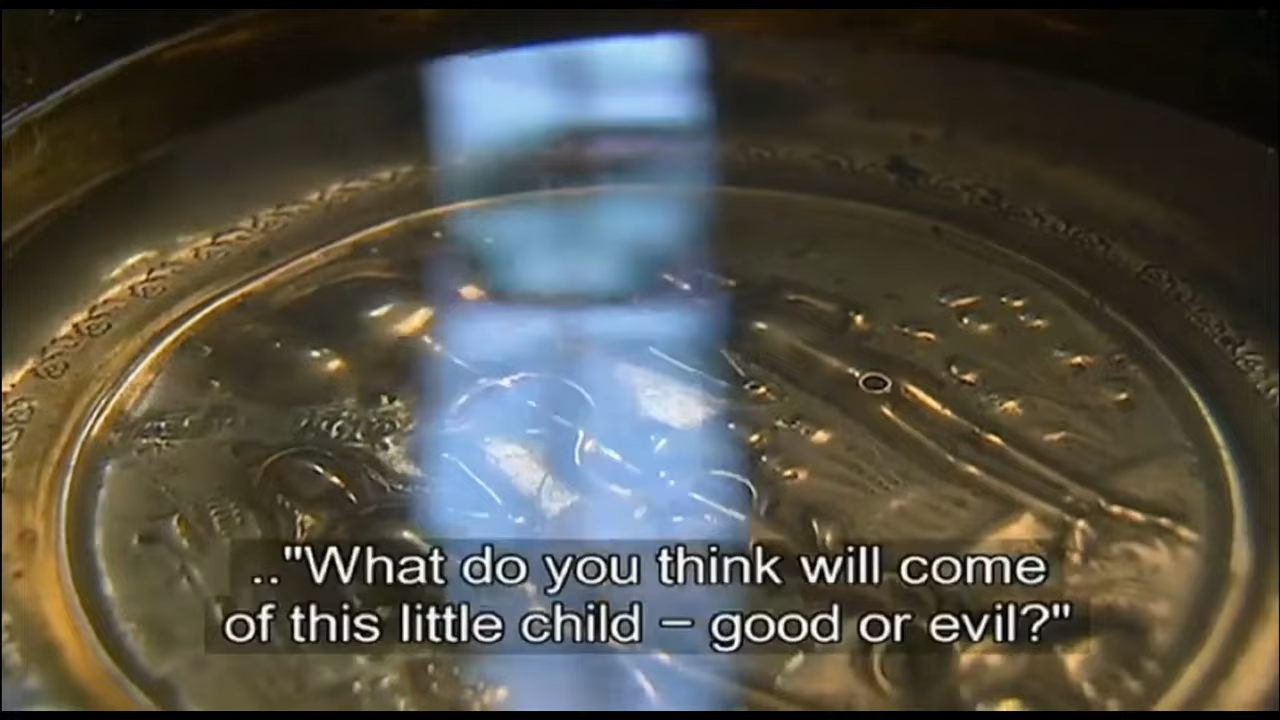 .."What do you think will come
of this little child – good or evil?"